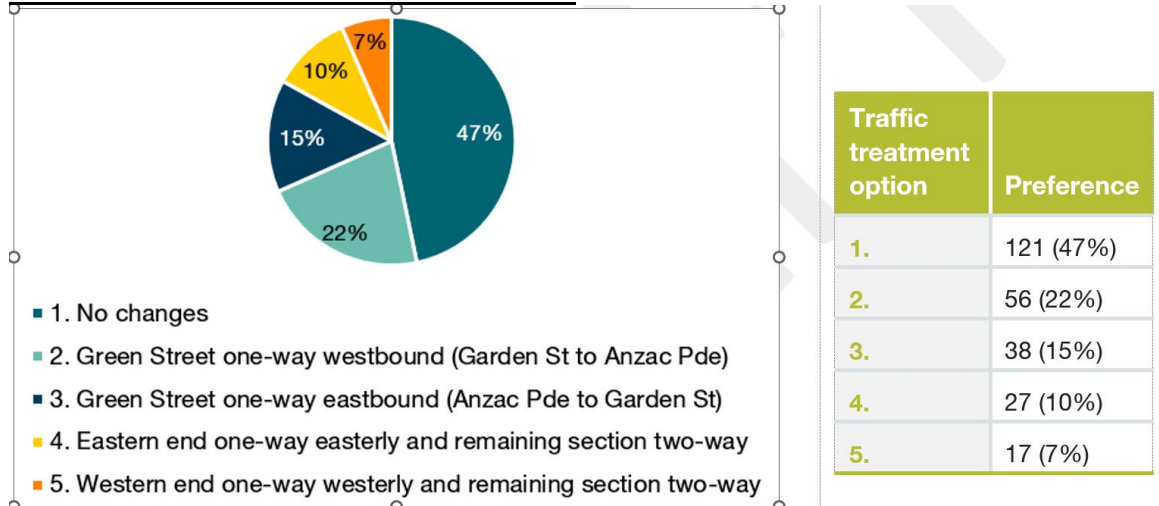 7%
10%
15%
47%
22%
1. No changes
2. Green Street one-way westbound (Garden St to Anzac Pde)
3. Green Street one-way eastbound (Anzac Pde to Garden St)
4. Eastern end one-way easterly and remaining section two-way
5. Western end one-way westerly and remaining section two-way
Traffic
treatment
option
Preference
1. 121 (47%)
2. 56 (22%)
3. 38 (15%)
4. 27 (10%)
5. 17 (7%)